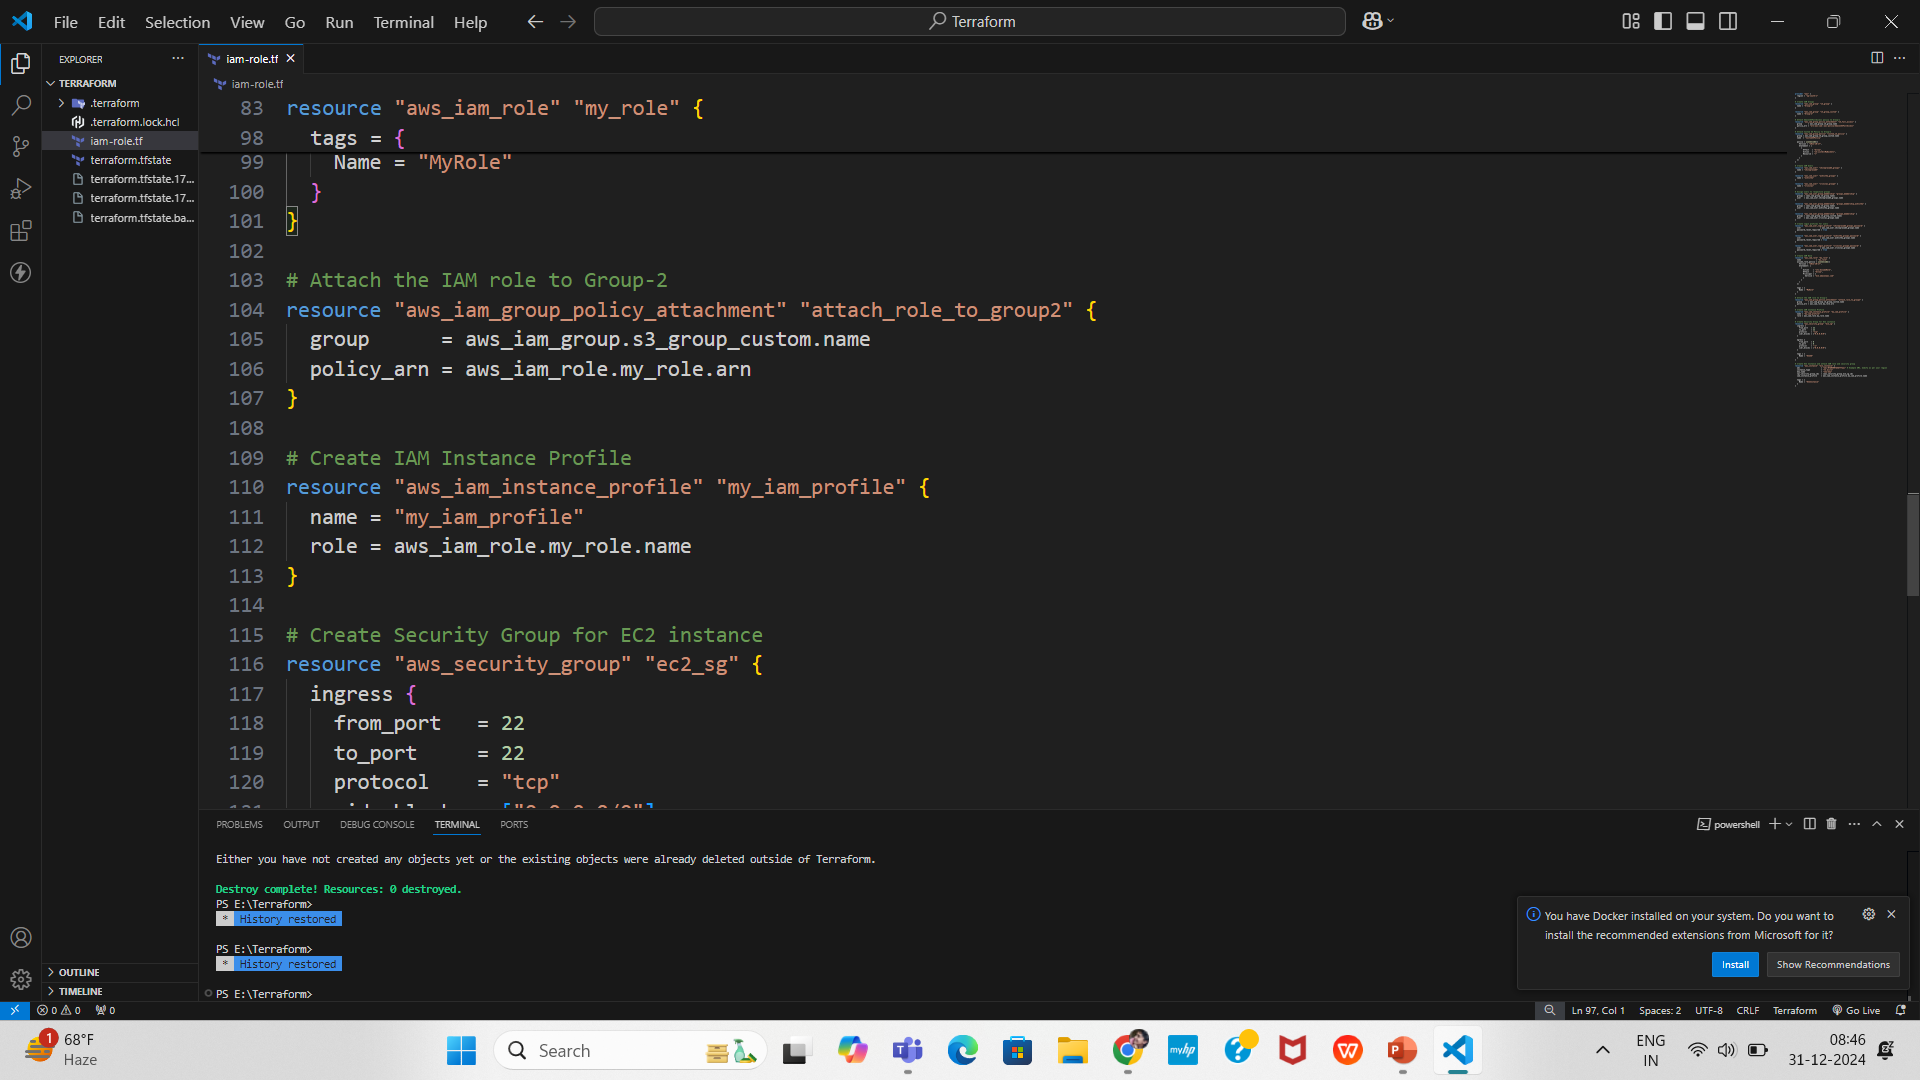 File Edit Selection View Go Run Terminal Help
Terraform
EXPLORER
TERRAFORM
.terraform
.terraform.lock.hcl
iam-role.tf
terraform.tfstate
terraform.tfstate.17...
terraform.tfstate.17...
terraform.tfstate.ba...
OUTLINE
TIMELINE
iam-role.tf
iam-role.tf
83 resource "aws_iam_role" "my_role" {
98 tags = {
99 Name = "MyRole"
100 }
101 }
102
103 # Attach the IAM role to Group-2
104 resource "aws_iam_group_policy_attachment" "attach_role_to_group2" {
105 group = aws_iam_group.s3_group_custom.name
106 policy_arn = aws_iam_role.my_role.arn
107 }
108
109 # Create IAM Instance Profile
110 resource "aws_iam_instance_profile" "my_iam_profile" {
111 name = "my_iam_profile"
112 role = aws_iam_role.my_role.name
113 }
114
115 # Create Security Group for EC2 instance
116 resource "aws_security_group" "ec2_sg" {
117 ingress {
118 from_port = 22
119 to_port = 22
120 protocol = "tcp"
PROBLEMS OUTPUT DEBUG CONSOLE TERMINAL PORTS
powershell
Either you have not created any objects yet or the existing objects were already deleted outside of Terraform.
Destroy complete! Resources: 0 destroyed.
PS E:\Terraform>
* History restored
PS E:\Terraform>
* History restored
PS E:\Terraform>
You have Docker installed on your system. Do you want to
install the recommended extensions from Microsoft for it?
Install Show Recommendations
0 0 0 Ln 97, Col 1 Spaces: 2 UTF-8 CRLF Terraform Go Live
1 68°F
Haze
Search
myhp
ENG
IN
08:46
31-12-2024